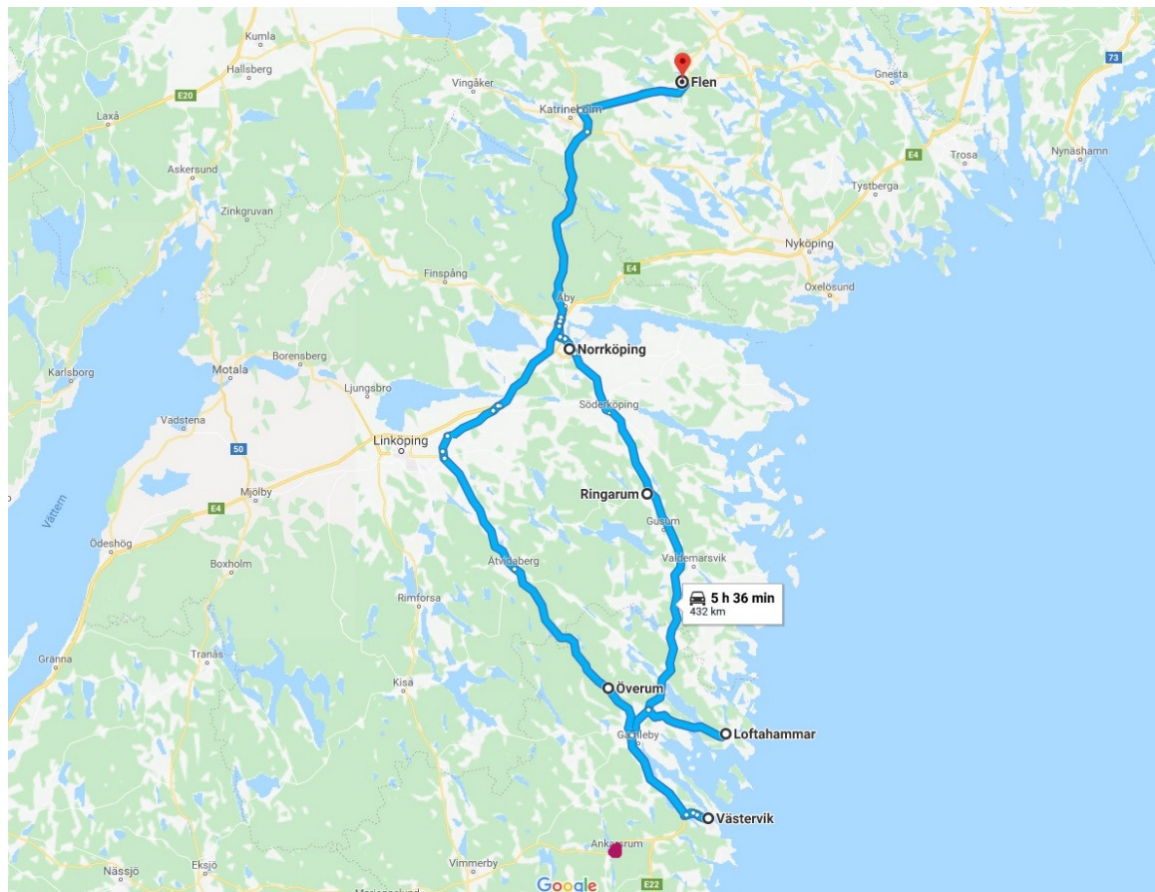 Kumla
Hallsberg
Vingåker
Flen
Gnesta
73
E20
Laxå
Katrineholm
E4
Trosa
Nynäshamn
Askersund
Tystberga
Zinkgruvan
Nyköping
E4
Finspång
Oxelösund
Åby
Norrköping
Borensberg
Karlsborg
Motala
Ljungsbro
Vadstena
Söderköping
50
Linköping
Ringarum
Mjölby
Vättern
E4
Gusum
Ödeshög
Åtvidaberg
Valdemarsvik
Boxholm
5 h 36 min
432 km
Rimforsa
Gränna
Tranås
Kisa
Överum
Loftahammar
Gamleby
Västervik
Ankarsrum
Nässjö
Eksjö
Vimmerby
Google
E22